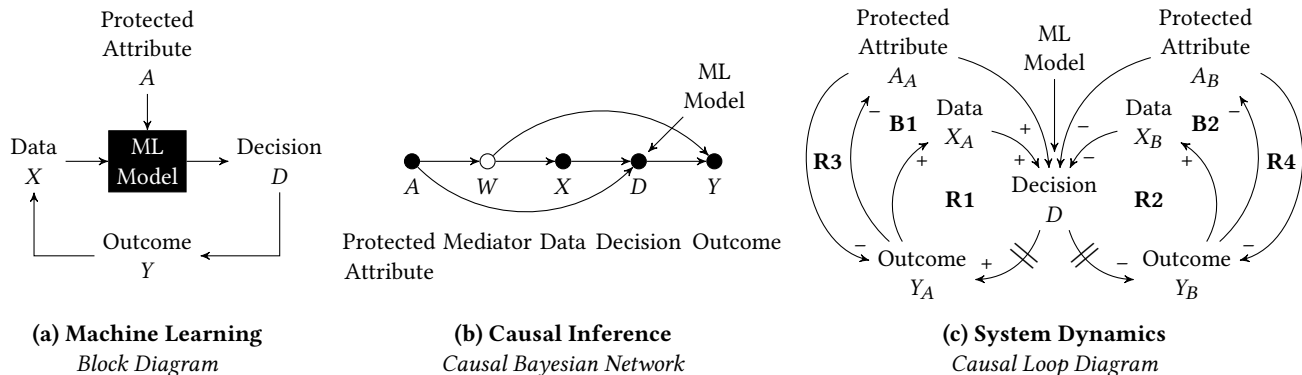 Protected
Attribute
A
Data
X
ML
Model
Decision
D
Outcome
Y
(a) Machine Learning
Block Diagram
ML
Model
A
W
X
D
Y
Protected Mediator Data Decision Outcome
Attribute
(b) Causal Inference
Causal Bayesian Network
Protected
Attribute
A_A
ML
Model
Protected
Attribute
A_B
−
B1
Data
X_A
+
−
Data
X_B
B2
−
R3
+
+
−
+
R4
R1
Decision
D
R2
−
Outcome
Y_A
+
−
Outcome
Y_B
−
(c) System Dynamics
Causal Loop Diagram